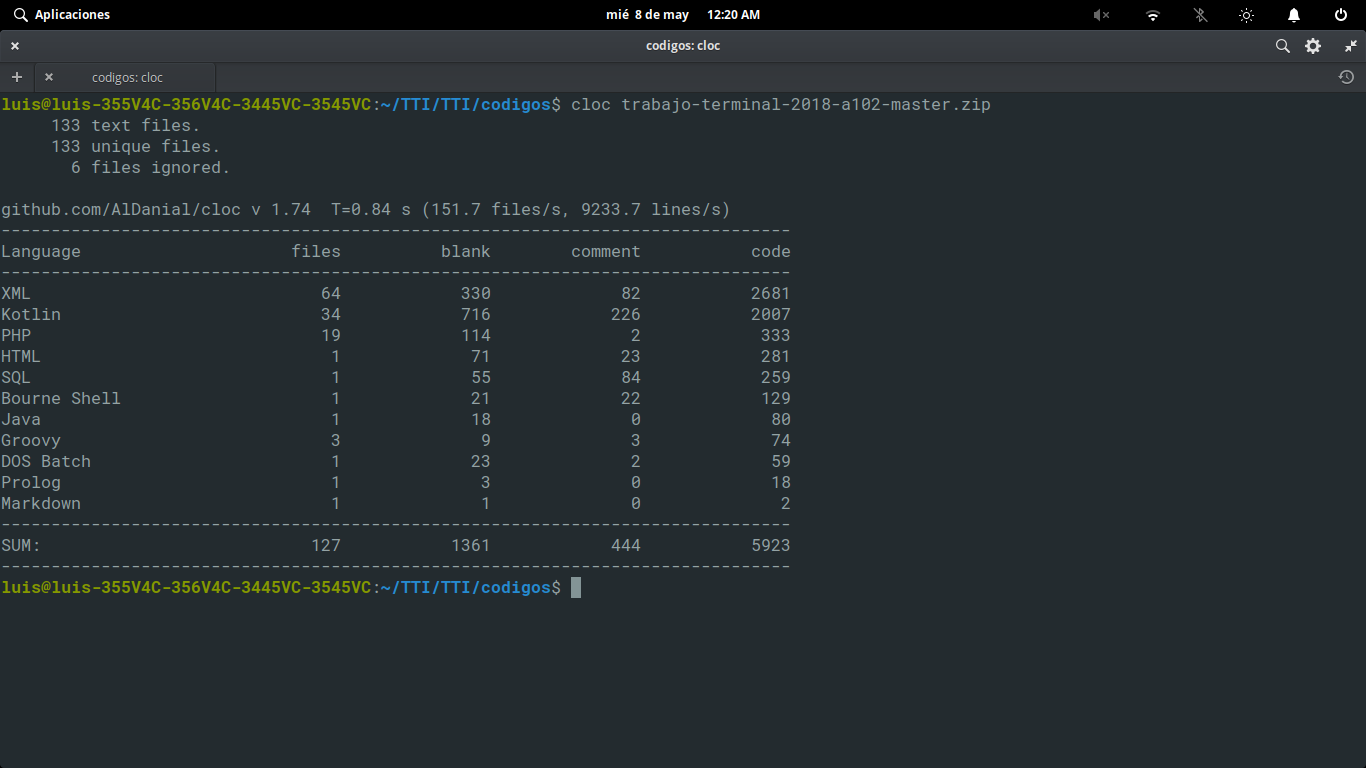 Aplicaciones mié 8 de may 12:20 AM
codigos: cloc
codigos: cloc
luis@luis-355V4C-356V4C-3445VC-3545VC:~/TTI/TTI/codigos$ cloc trabajo-terminal-2018-a102-master.zip
     133 text files.
     133 unique files.
       6 files ignored.
github.com/AlDanial/cloc v 1.74  T=0.84 s (151.7 files/s, 9233.7 lines/s)
-------------------------------------------------------------------------------
Language                     files          blank        comment           code
-------------------------------------------------------------------------------
XML                             64            330             82           2681
Kotlin                          34            716            226           2007
PHP                             19            114              2            333
HTML                             1             71             23            281
SQL                              1             55             84            259
Bourne Shell                     1             21             22            129
Java                             1             18              0             80
Groovy                           3              9              3             74
DOS Batch                        1             23              2             59
Prolog                           1              3              0             18
Markdown                         1              1              0              2
-------------------------------------------------------------------------------
SUM:                           127           1361            444           5923
-------------------------------------------------------------------------------
luis@luis-355V4C-356V4C-3445VC-3545VC:~/TTI/TTI/codigos$